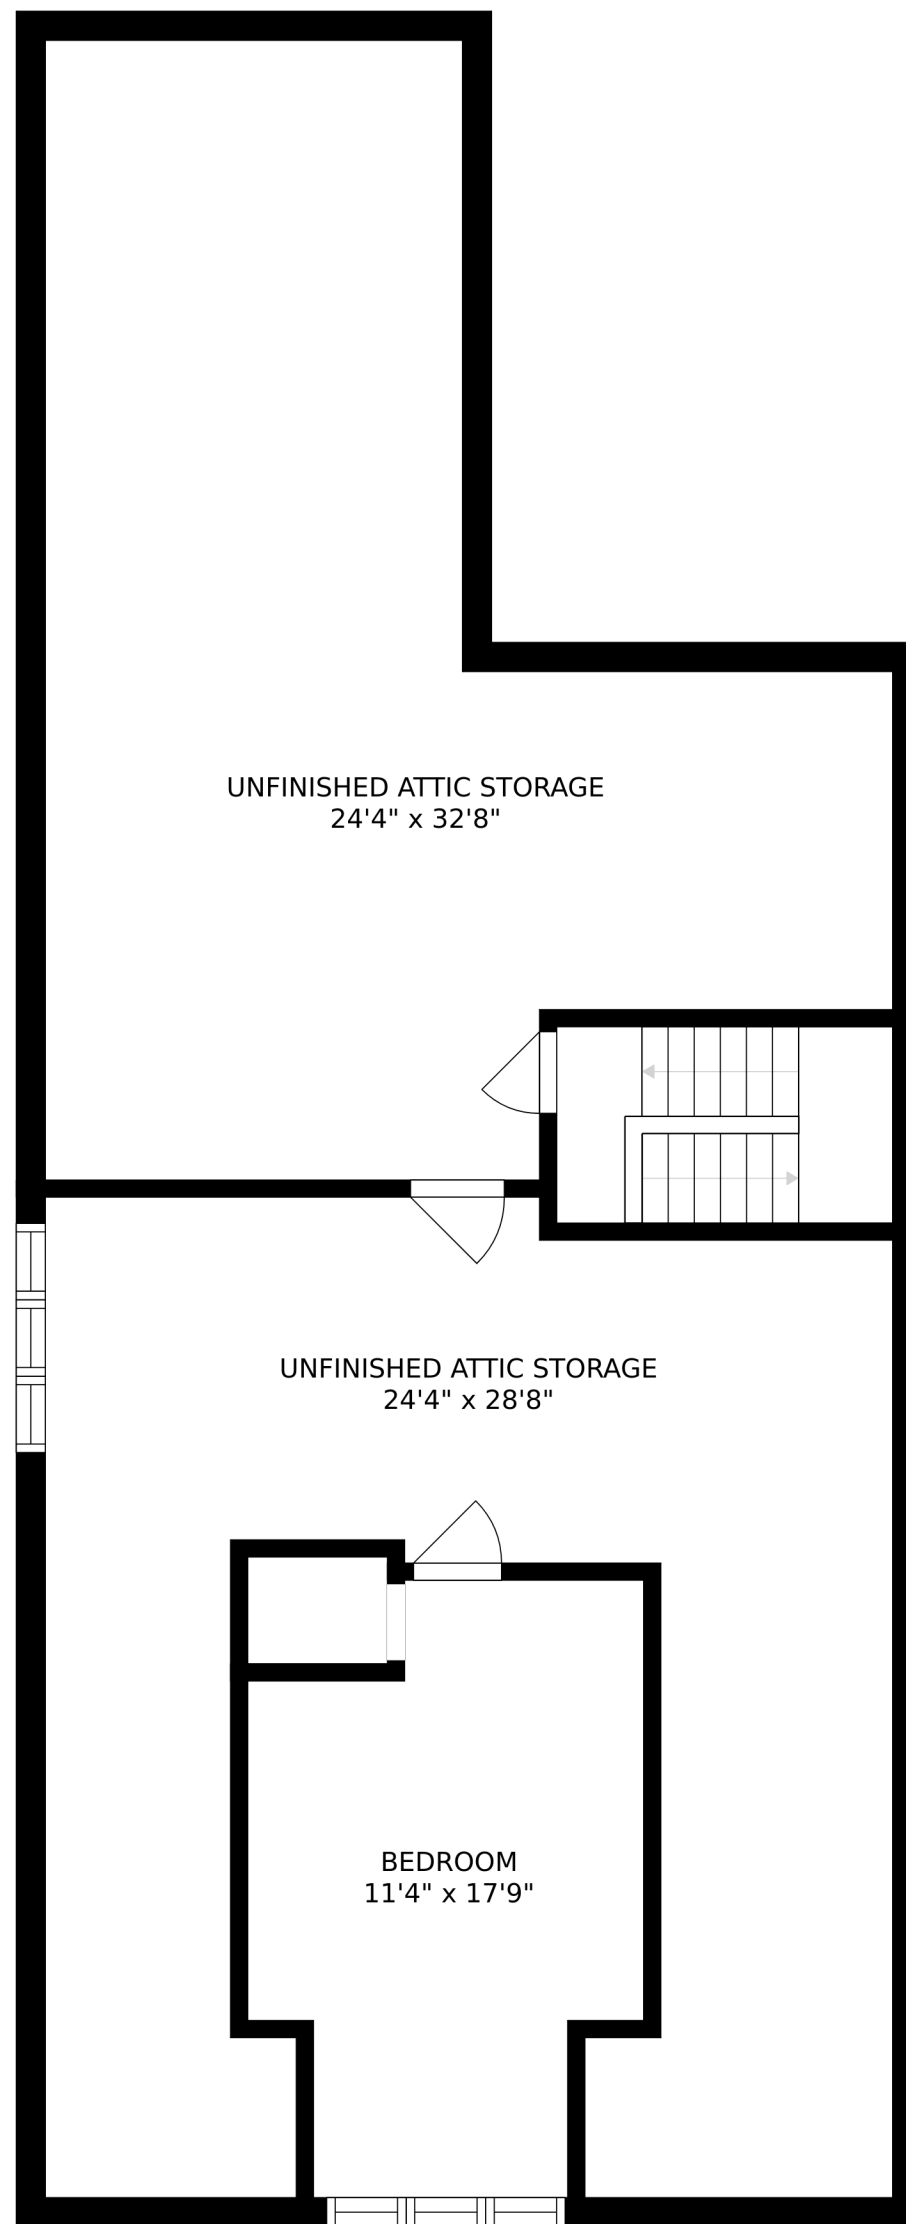 UNFINISHED ATTIC STORAGE
24'4" x 32'8"
UNFINISHED ATTIC STORAGE
24'4" x 28'8"
BEDROOM
11'4" x 17'9"